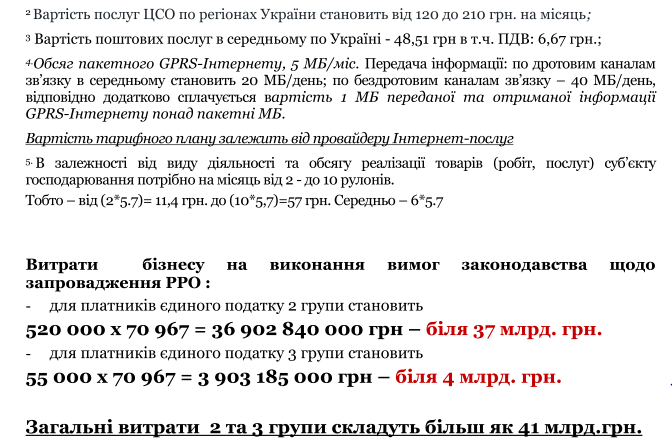 ² Вартість послуг ЦСО по регіонах України становить від 120 до 210 грн. на місяць;
³ Вартість поштових послуг в середньому по Україні - 48,51 грн в т.ч. ПДВ: 6,67 грн.;
⁴Обсяг пакетного GPRS-Інтернету, 5 МБ/міс. Передача інформації: по дротовим каналам
зв’язку в середньому становить 20 МБ/день; по бездротовим каналам зв’язку – 40 МБ/день,
відповідно додатково сплачується вартість 1 МБ переданої та отриманої інформації
GPRS-Інтернету понад пакетні МБ.
Вартість тарифного плану залежить від провайдеру Інтернет-послуг
⁵· В залежності від виду діяльності та обсягу реалізації товарів (робіт, послуг) суб’єкту
господарювання потрібно на місяць від 2 - до 10 рулонів.
Тобто – від (2*5.7)= 11,4 грн. до (10*5,7)=57 грн. Середньо – 6*5.7
Витрати бізнесу на виконання вимог законодавства щодо
запровадження РРО :
- для платників єдиного податку 2 групи становить
520 000 х 70 967 = 36 902 840 000 грн – біля 37 млрд. грн.
- для платників єдиного податку 3 групи становить
55 000 х 70 967 = 3 903 185 000 грн – біля 4 млрд. грн.
Загальні витрати 2 та 3 групи складуть більш як 41 млрд.грн.